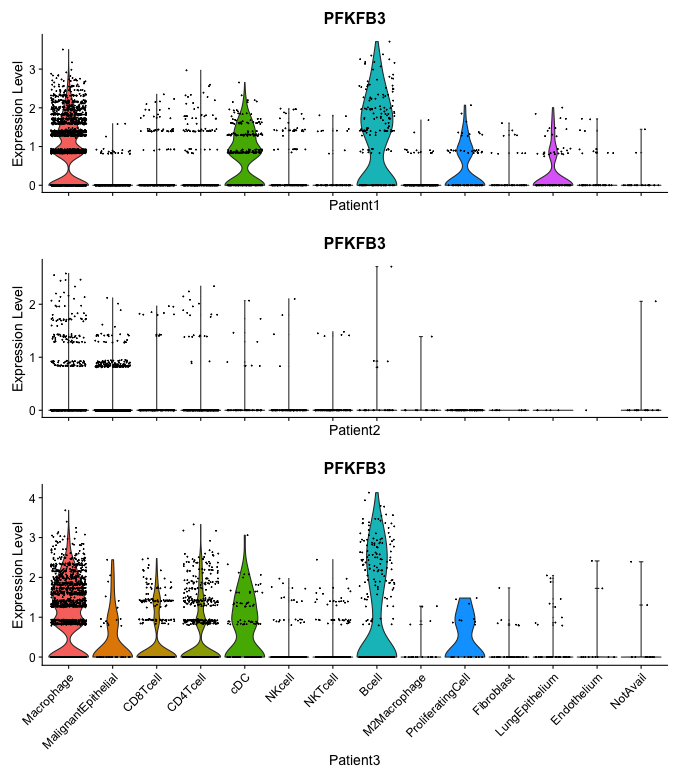 PFKFB3
Expression Level
3
2
1
0
Patient1
PFKFB3
Expression Level
2
1
0
Patient2
PFKFB3
Expression Level
4
3
2
1
0
Macrophage
MalignantEpithelial
CD8Tcell
CD4Tcell
cDC
NKcell
NKTcell
Bcell
M2Macrophage
ProliferatingCell
Fibroblast
LungEpithelium
Endothelium
NotAvail
Patient3